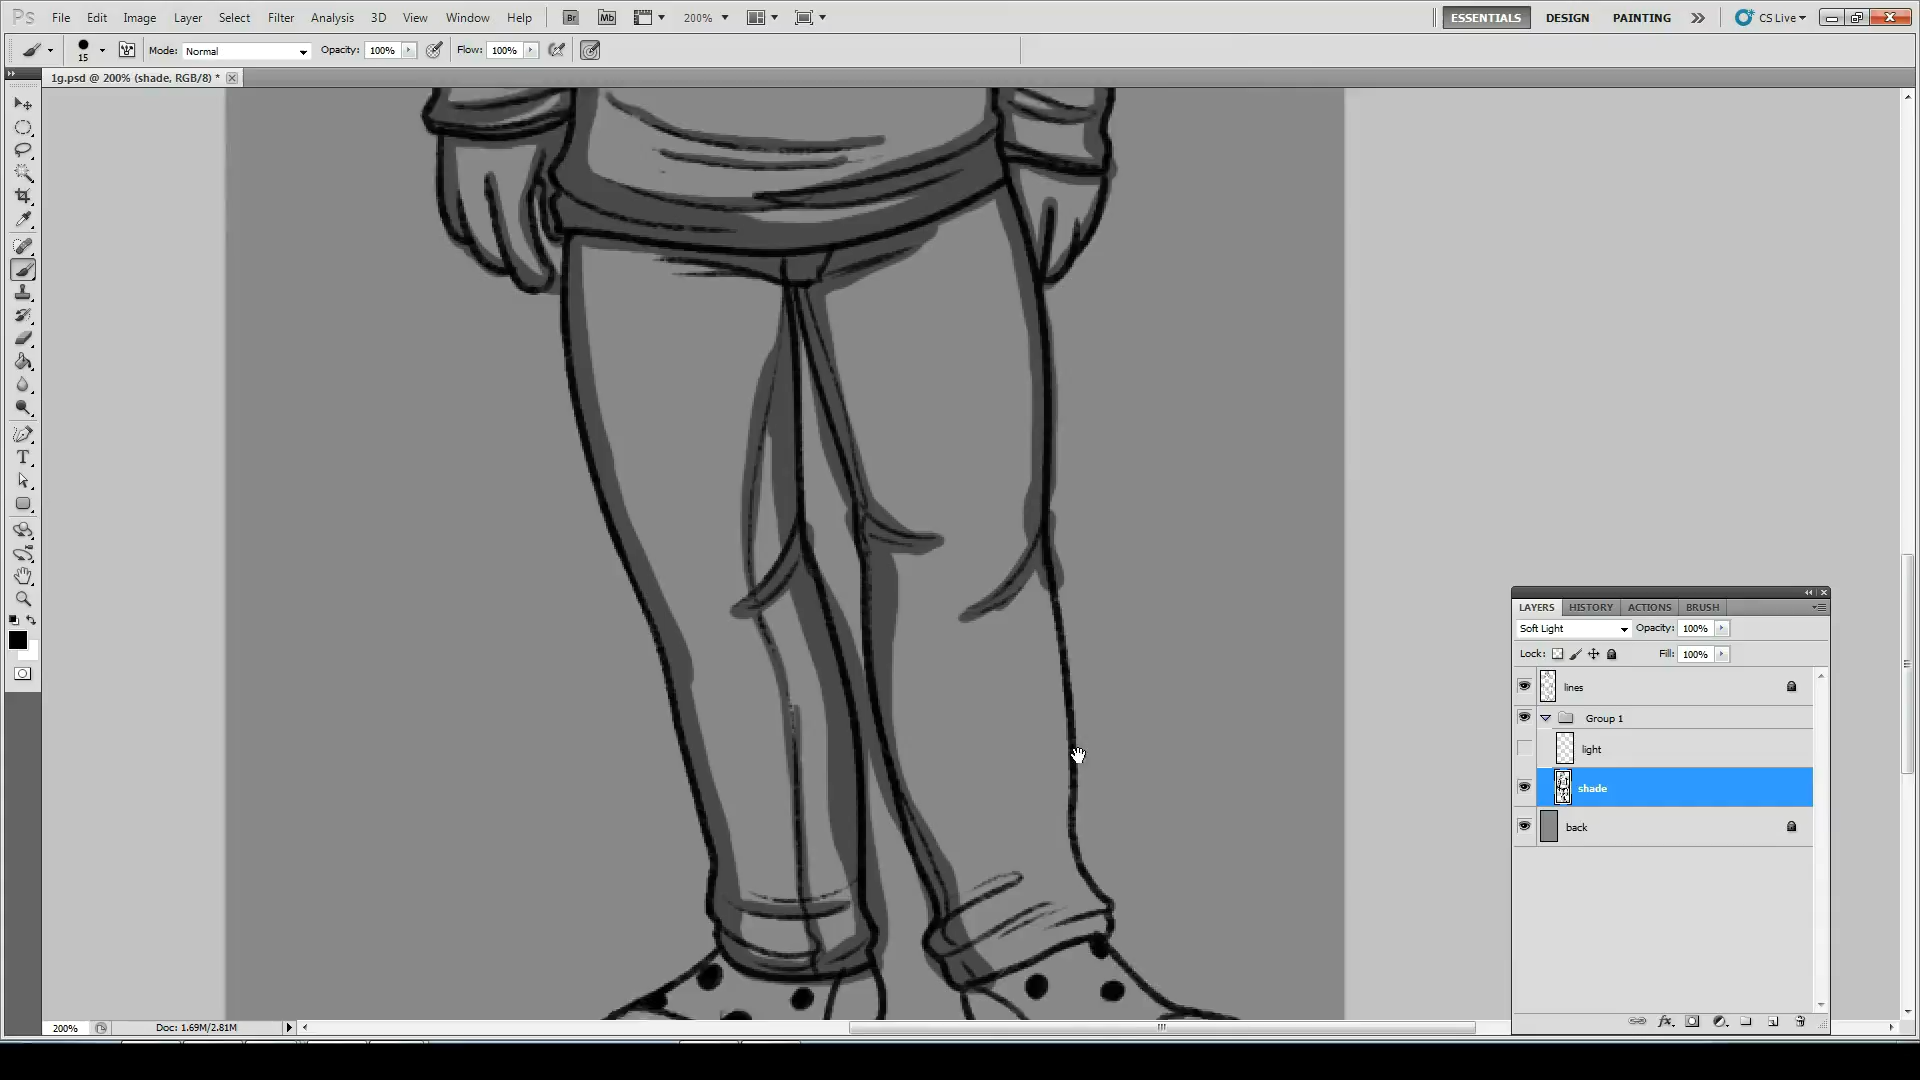 Ps File Edit Image Layer Select Filter Analysis 3D View Window Help Br Mb 200% ESSENTIALS DESIGN PAINTING CS Live
15 Mode: Normal Opacity: 100% Flow: 100%
1g.psd @ 200% (shade, RGB/8) *
LAYERS HISTORY ACTIONS BRUSH
Soft Light Opacity: 100%
Lock: Fill: 100%
lines
Group 1
light
shade
back
fx
200% Doc: 1.69M/2.81M